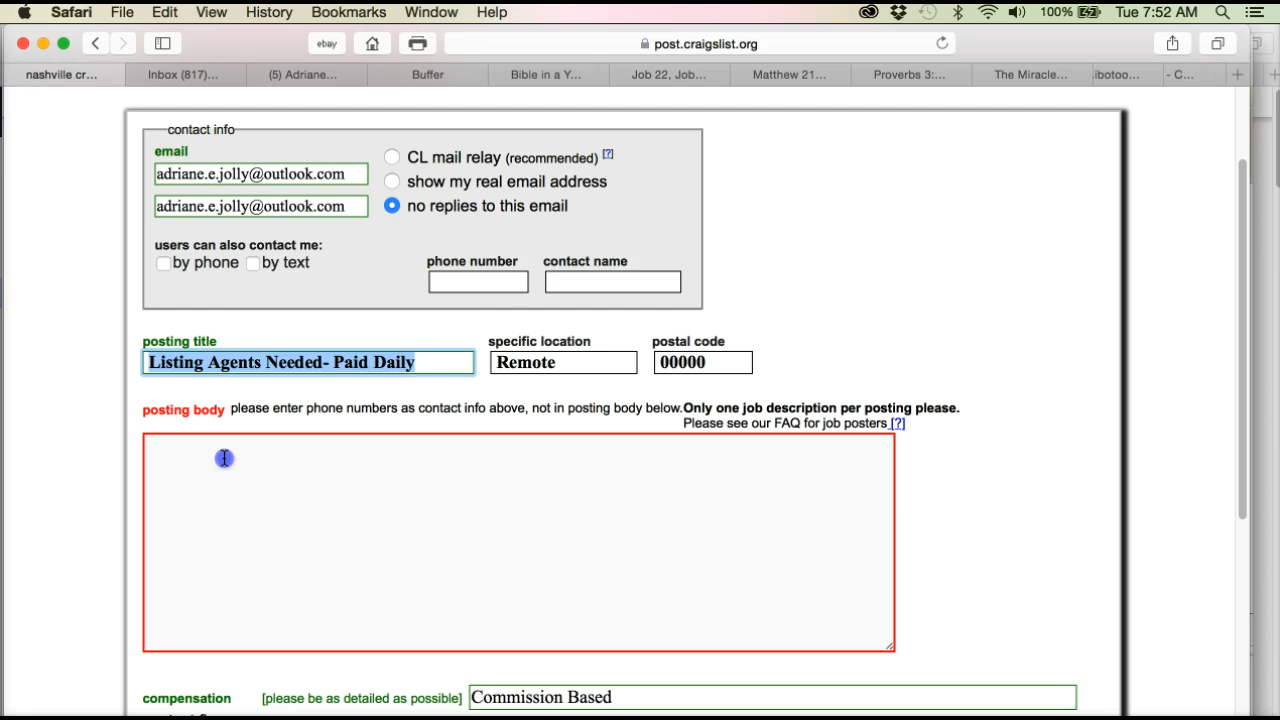 Safari File Edit View History Bookmarks Window Help 100% Tue 7:52 AM
ebay post.craigslist.org
nashville cr... Inbox (817)... (5) Adriane... Buffer Bible in a Y... Job 22, Job... Matthew 21... Proverbs 3:... The Miracle... ibotoo... - C...
contact info
email
adriane.e.jolly@outlook.com
adriane.e.jolly@outlook.com
CL mail relay (recommended) [?]
show my real email address
no replies to this email
users can also contact me:
by phone by text
phone number contact name
posting title specific location postal code
Listing Agents Needed- Paid Daily Remote 00000
posting body please enter phone numbers as contact info above, not in posting body below. Only one job description per posting please.
Please see our FAQ for job posters [?]
compensation [please be as detailed as possible] Commission Based